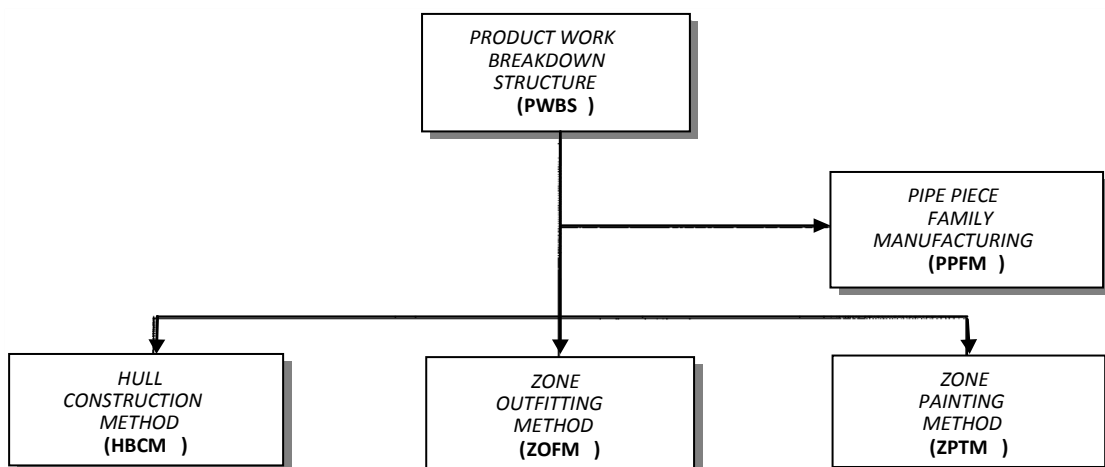 PRODUCT WORK
BREAKDOWN
STRUCTURE
(PWBS )
PIPE PIECE
FAMILY
MANUFACTURING
(PPFM )
HULL
CONSTRUCTION
METHOD
(HBCM )
ZONE
OUTFITTING
METHOD
(ZOFM )
ZONE
PAINTING
METHOD
(ZPTM )